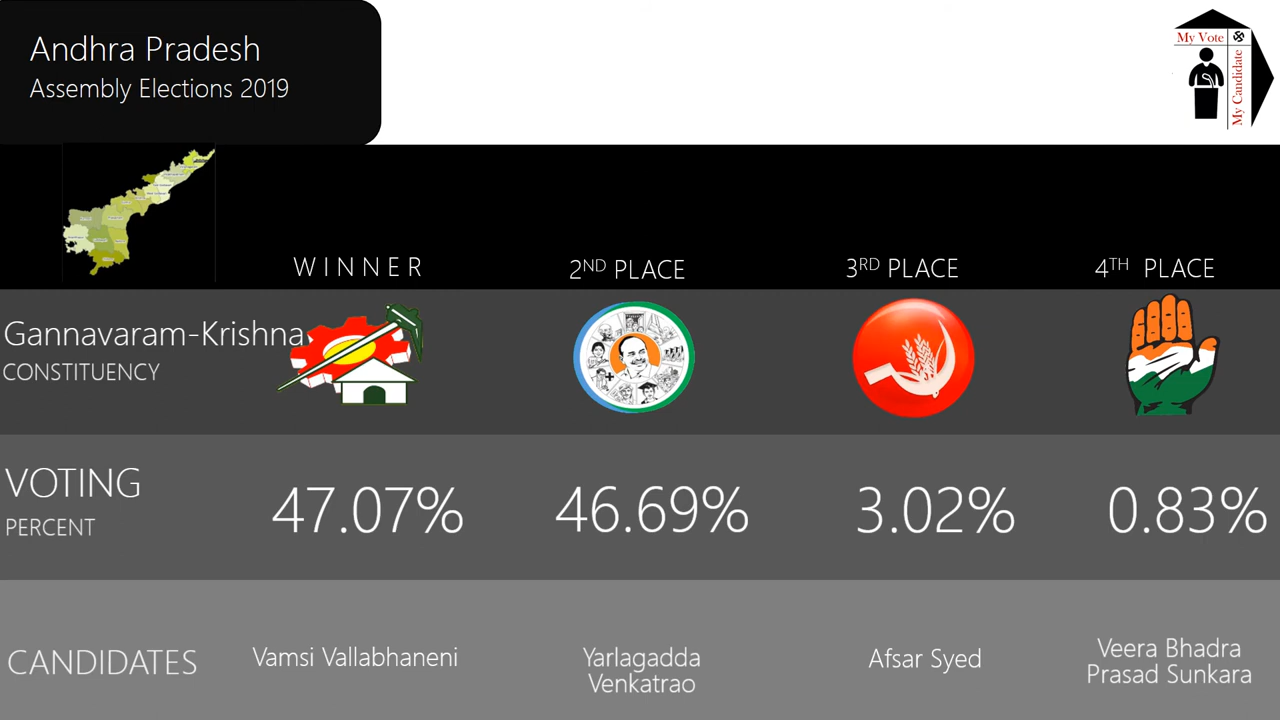 Andhra Pradesh
Assembly Elections 2019
My Vote
My Candidate
WINNER
2ND PLACE
3RD PLACE
4TH PLACE
Gannavaram-Krishna
CONSTITUENCY
VOTING
PERCENT
47.07%
46.69%
3.02%
0.83%
CANDIDATES
Vamsi Vallabhaneni
Yarlagadda
Venkatrao
Afsar Syed
Veera Bhadra
Prasad Sunkara